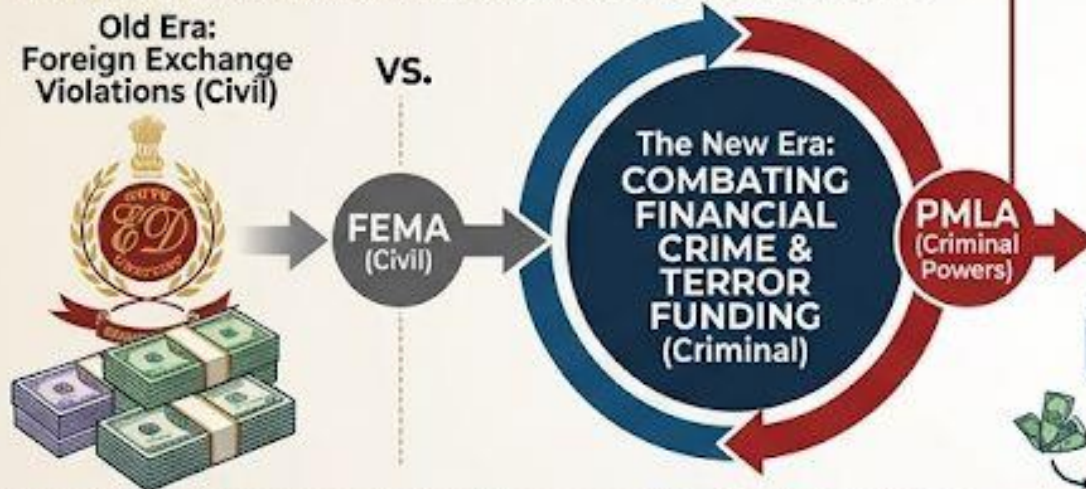 Old Era:
Foreign Exchange
Violations (Civil)
VS.
ED
FEMA
(Civil)
The New Era:
COMBATING
FINANCIAL
CRIME &
TERROR
FUNDING
(Criminal)
PMLA
(Criminal
Powers)